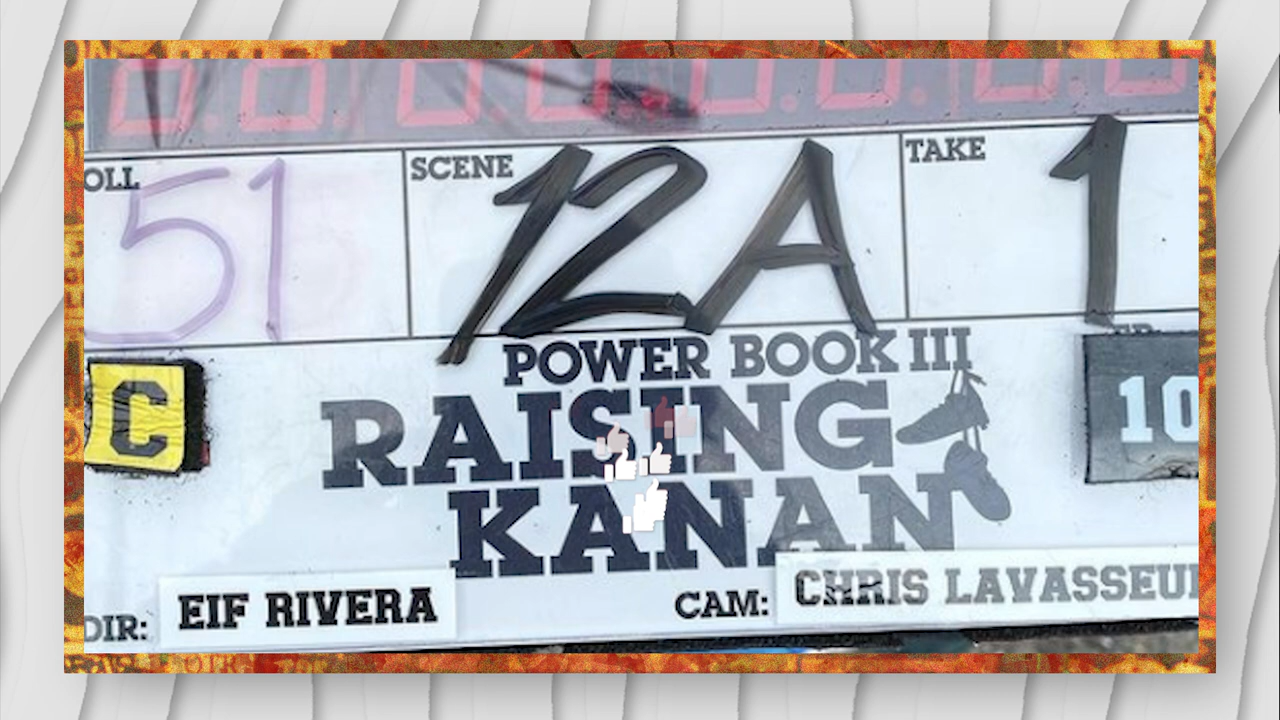 OLL SCENE TAKE
51 12A 1
POWER BOOK III
RAISING
KANAN
C
10
DIR: EIF RIVERA CAM: CHRIS LAVASSEU